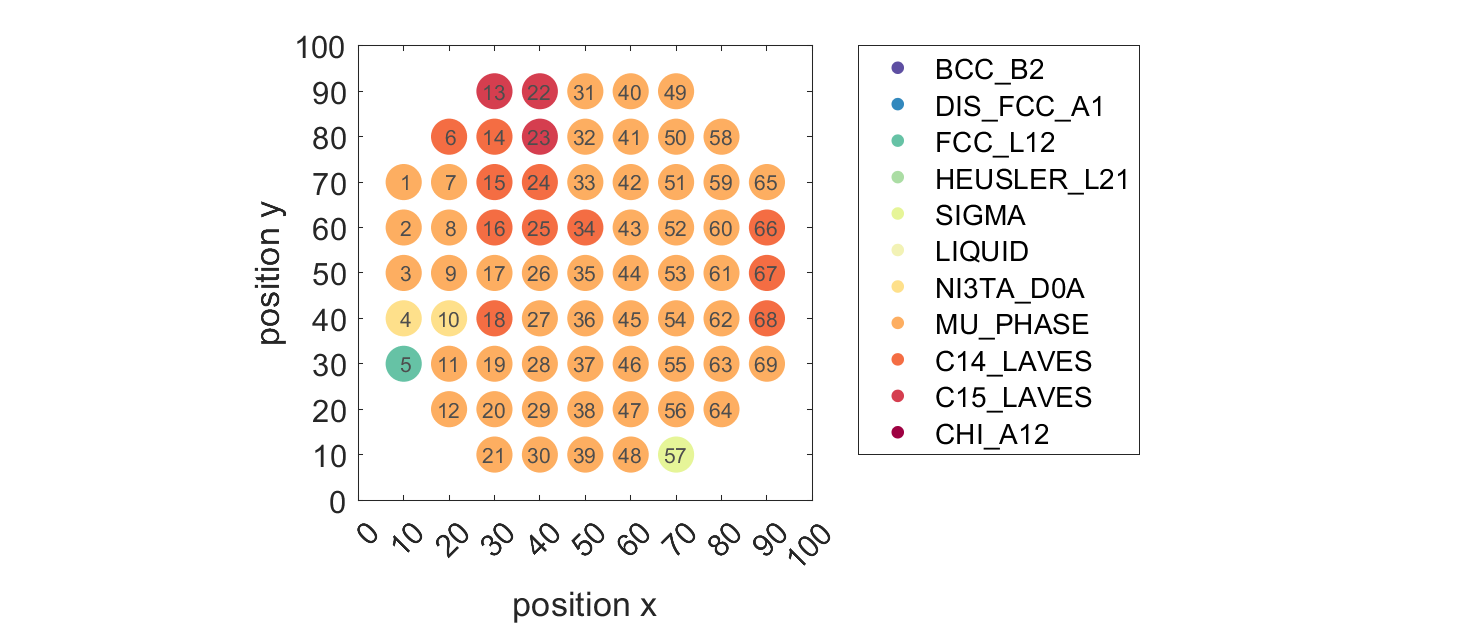 100
90 13 22 31 40 49
80 6 14 23 32 41 50 58
70 1 7 15 24 33 42 51 59 65
60 2 8 16 25 34 43 52 60 66
50 3 9 17 26 35 44 53 61 67
40 4 10 18 27 36 45 54 62 68
30 5 11 19 28 37 46 55 63 69
20 12 20 29 38 47 56 64
10 21 30 39 48 57
0
0 10 20 30 40 50 60 70 80 90 100
position x
position y
BCC_B2
DIS_FCC_A1
FCC_L12
HEUSLER_L21
SIGMA
LIQUID
NI3TA_D0A
MU_PHASE
C14_LAVES
C15_LAVES
CHI_A12